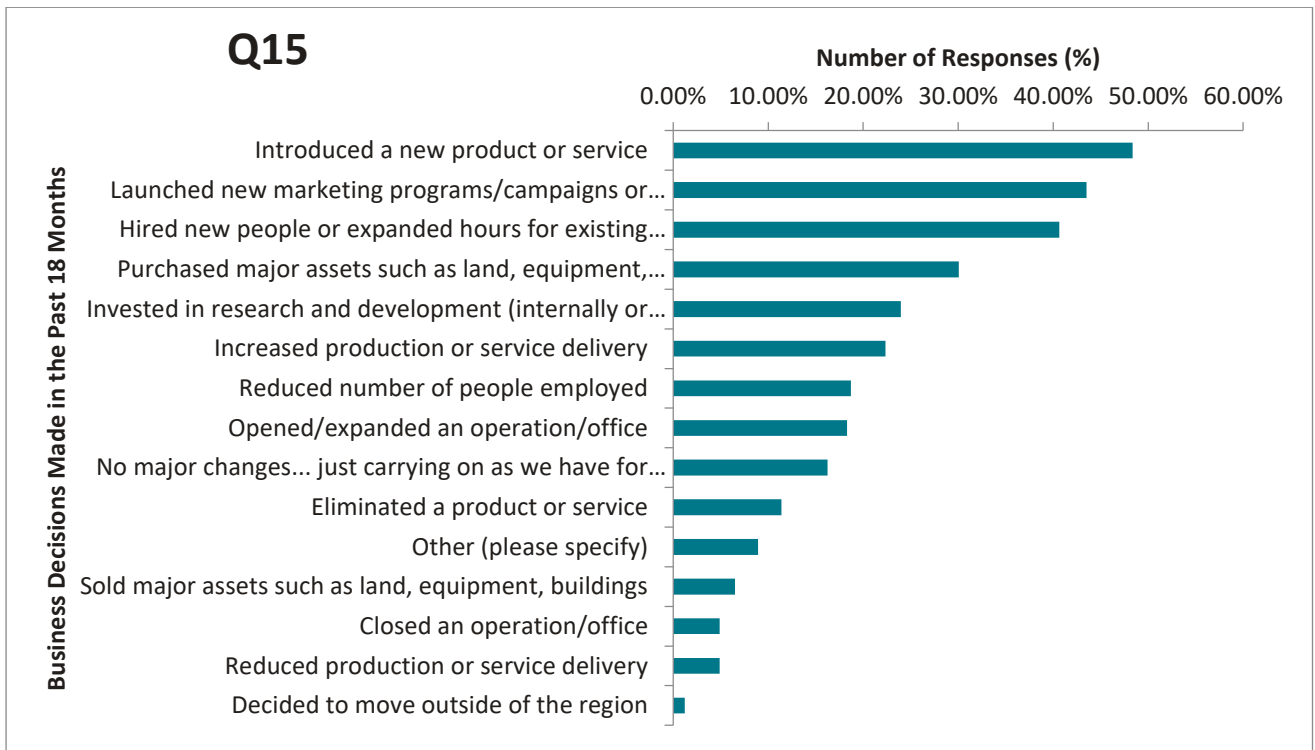 Q15
Number of Responses (%)
0.00% 10.00% 20.00% 30.00% 40.00% 50.00% 60.00%
Business Decisions Made in the Past 18 Months
Introduced a new product or service
Launched new marketing programs/campaigns or...
Hired new people or expanded hours for existing...
Purchased major assets such as land, equipment,...
Invested in research and development (internally or...
Increased production or service delivery
Reduced number of people employed
Opened/expanded an operation/office
No major changes... just carrying on as we have for...
Eliminated a product or service
Other (please specify)
Sold major assets such as land, equipment, buildings
Closed an operation/office
Reduced production or service delivery
Decided to move outside of the region